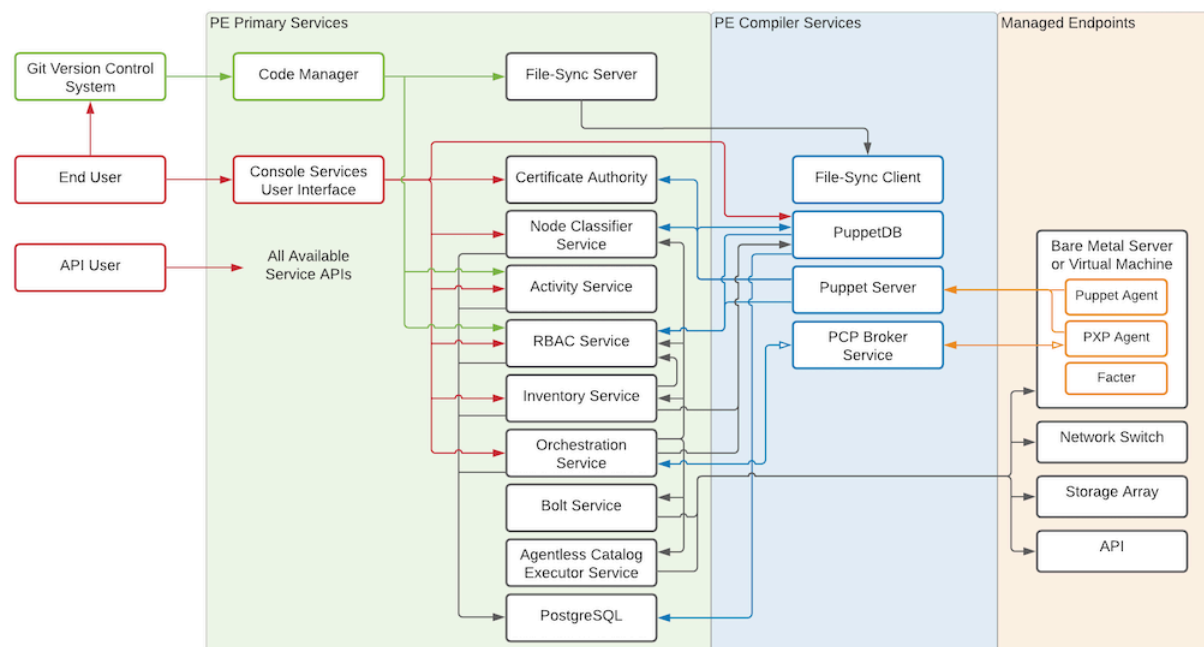 PE Primary Services
PE Compiler Services
Managed Endpoints
Git Version Control
System
Code Manager
File-Sync Server
End User
Console Services
User Interface
Certificate Authority
File-Sync Client
Node Classifier
Service
PuppetDB
API User
All Available
Service APIs
Bare Metal Server
or Virtual Machine
Activity Service
Puppet Server
Puppet Agent
RBAC Service
PCP Broker
Service
PXP Agent
Facter
Inventory Service
Orchestration
Service
Network Switch
Bolt Service
Storage Array
Agentless Catalog
Executor Service
API
PostgreSQL